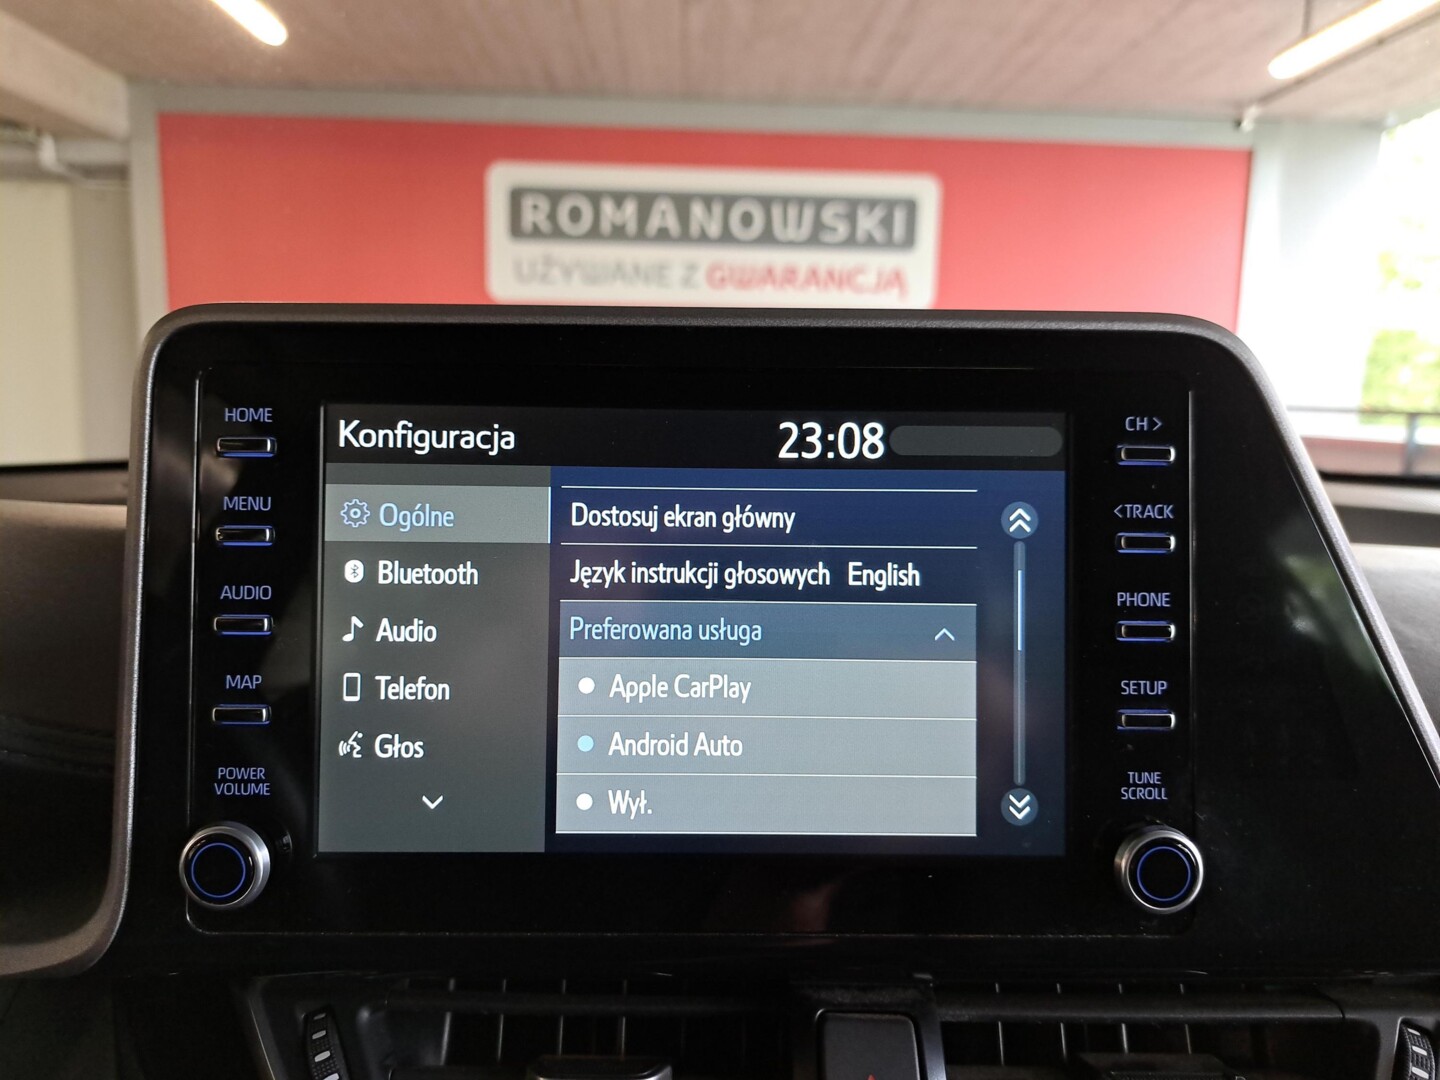 ROMANOWSKI
UŻYWANE Z GWARANCJĄ
HOME
MENU
AUDIO
MAP
POWER
VOLUME
Konfiguracja
23:08
Ogólne
Bluetooth
Audio
Telefon
Głos
Dostosuj ekran główny
Język instrukcji głosowych English
Preferowana usługa
Apple CarPlay
Android Auto
Wył.
CH >
< TRACK
PHONE
SETUP
TUNE
SCROLL